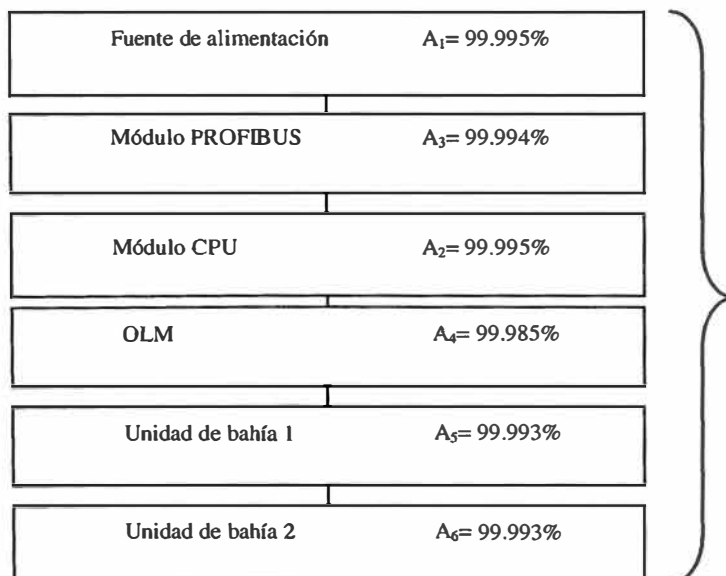 Fuente de alimentación A₁= 99.995%
Módulo PROFIBUS A₃= 99.994%
Módulo CPU A₂= 99.995%
OLM A₄= 99.985%
Unidad de bahía 1 A₅= 99.993%
Unidad de bahía 2 A₆= 99.993%